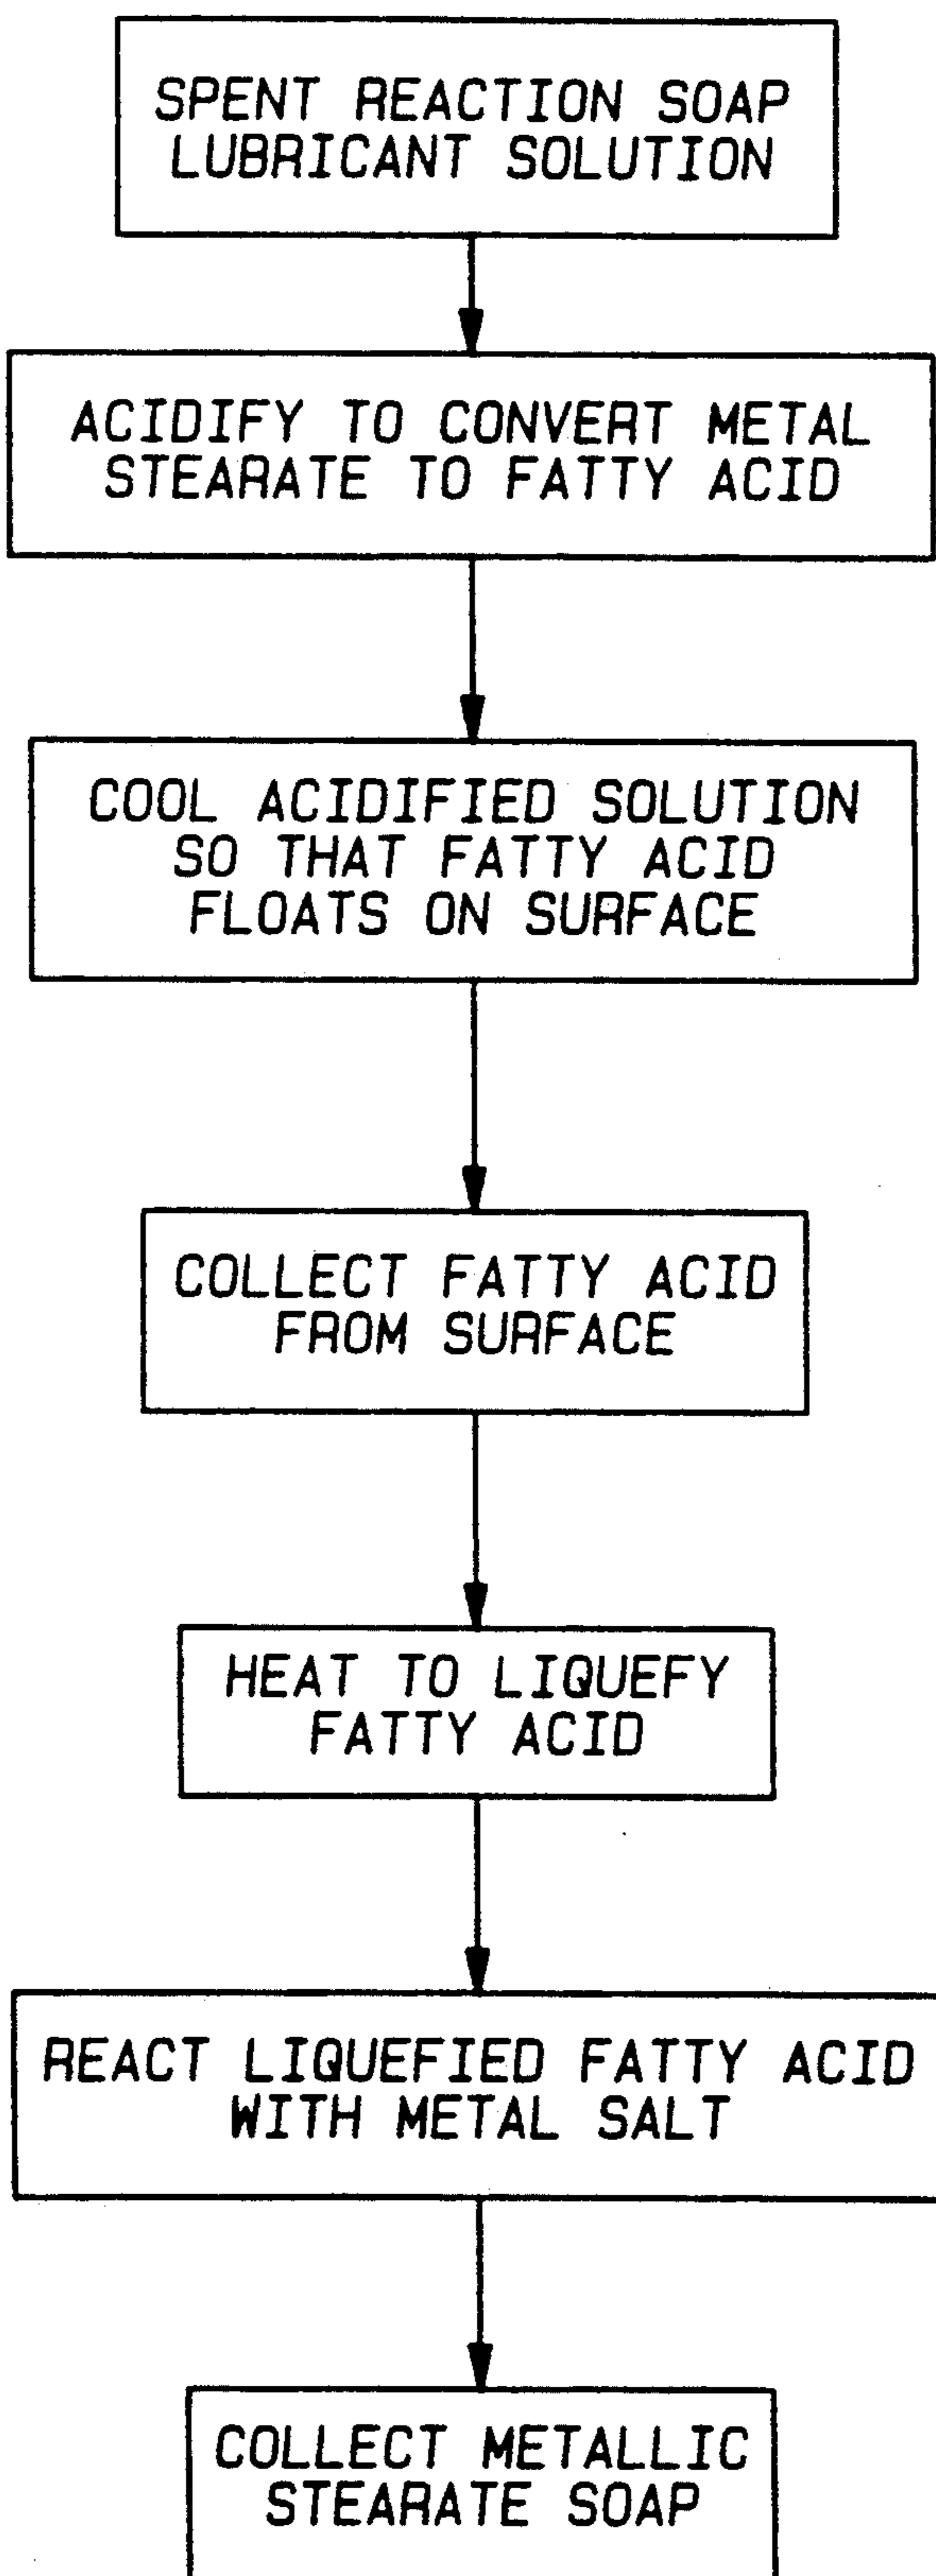 SPENT REACTION SOAP
LUBRICANT SOLUTION
ACIDIFY TO CONVERT METAL
STEARATE TO FATTY ACID
COOL ACIDIFIED SOLUTION
SO THAT FATTY ACID
FLOATS ON SURFACE
COLLECT FATTY ACID
FROM SURFACE
HEAT TO LIQUEFY
FATTY ACID
REACT LIQUEFIED FATTY ACID
WITH METAL SALT
COLLECT METALLIC
STEARATE SOAP